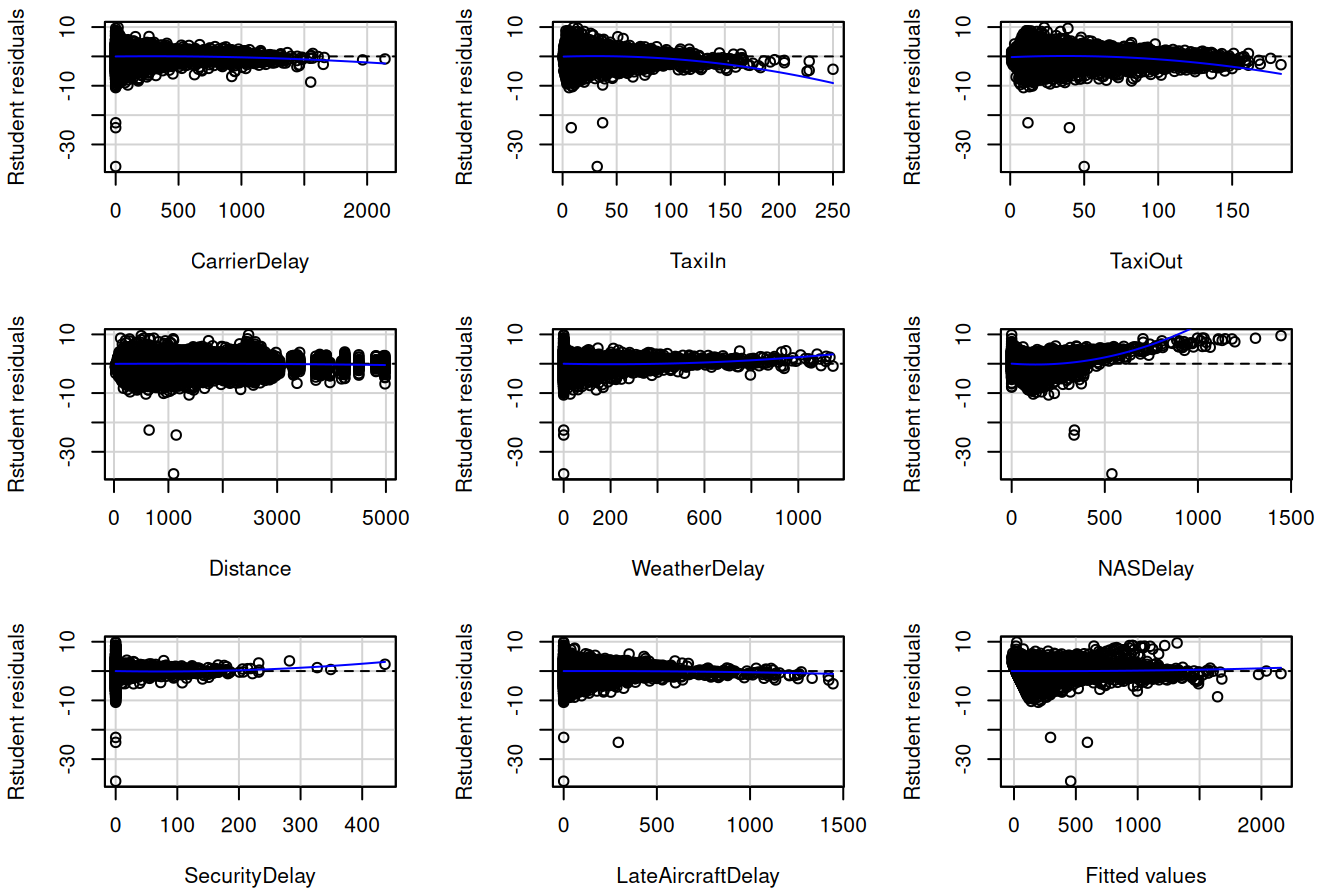 Rstudent residuals
10
-10
-30
0 500 1000 2000
CarrierDelay
Rstudent residuals
10
-10
-30
0 50 100 150 200 250
TaxiIn
Rstudent residuals
10
-10
-30
0 50 100 150
TaxiOut
Rstudent residuals
10
-10
-30
0 1000 3000 5000
Distance
Rstudent residuals
10
-10
-30
0 200 600 1000
WeatherDelay
Rstudent residuals
10
-10
-30
0 500 1000 1500
NASDelay
Rstudent residuals
10
-10
-30
0 100 200 300 400
SecurityDelay
Rstudent residuals
10
-10
-30
0 500 1000 1500
LateAircraftDelay
Rstudent residuals
10
-10
-30
0 500 1000 2000
Fitted values